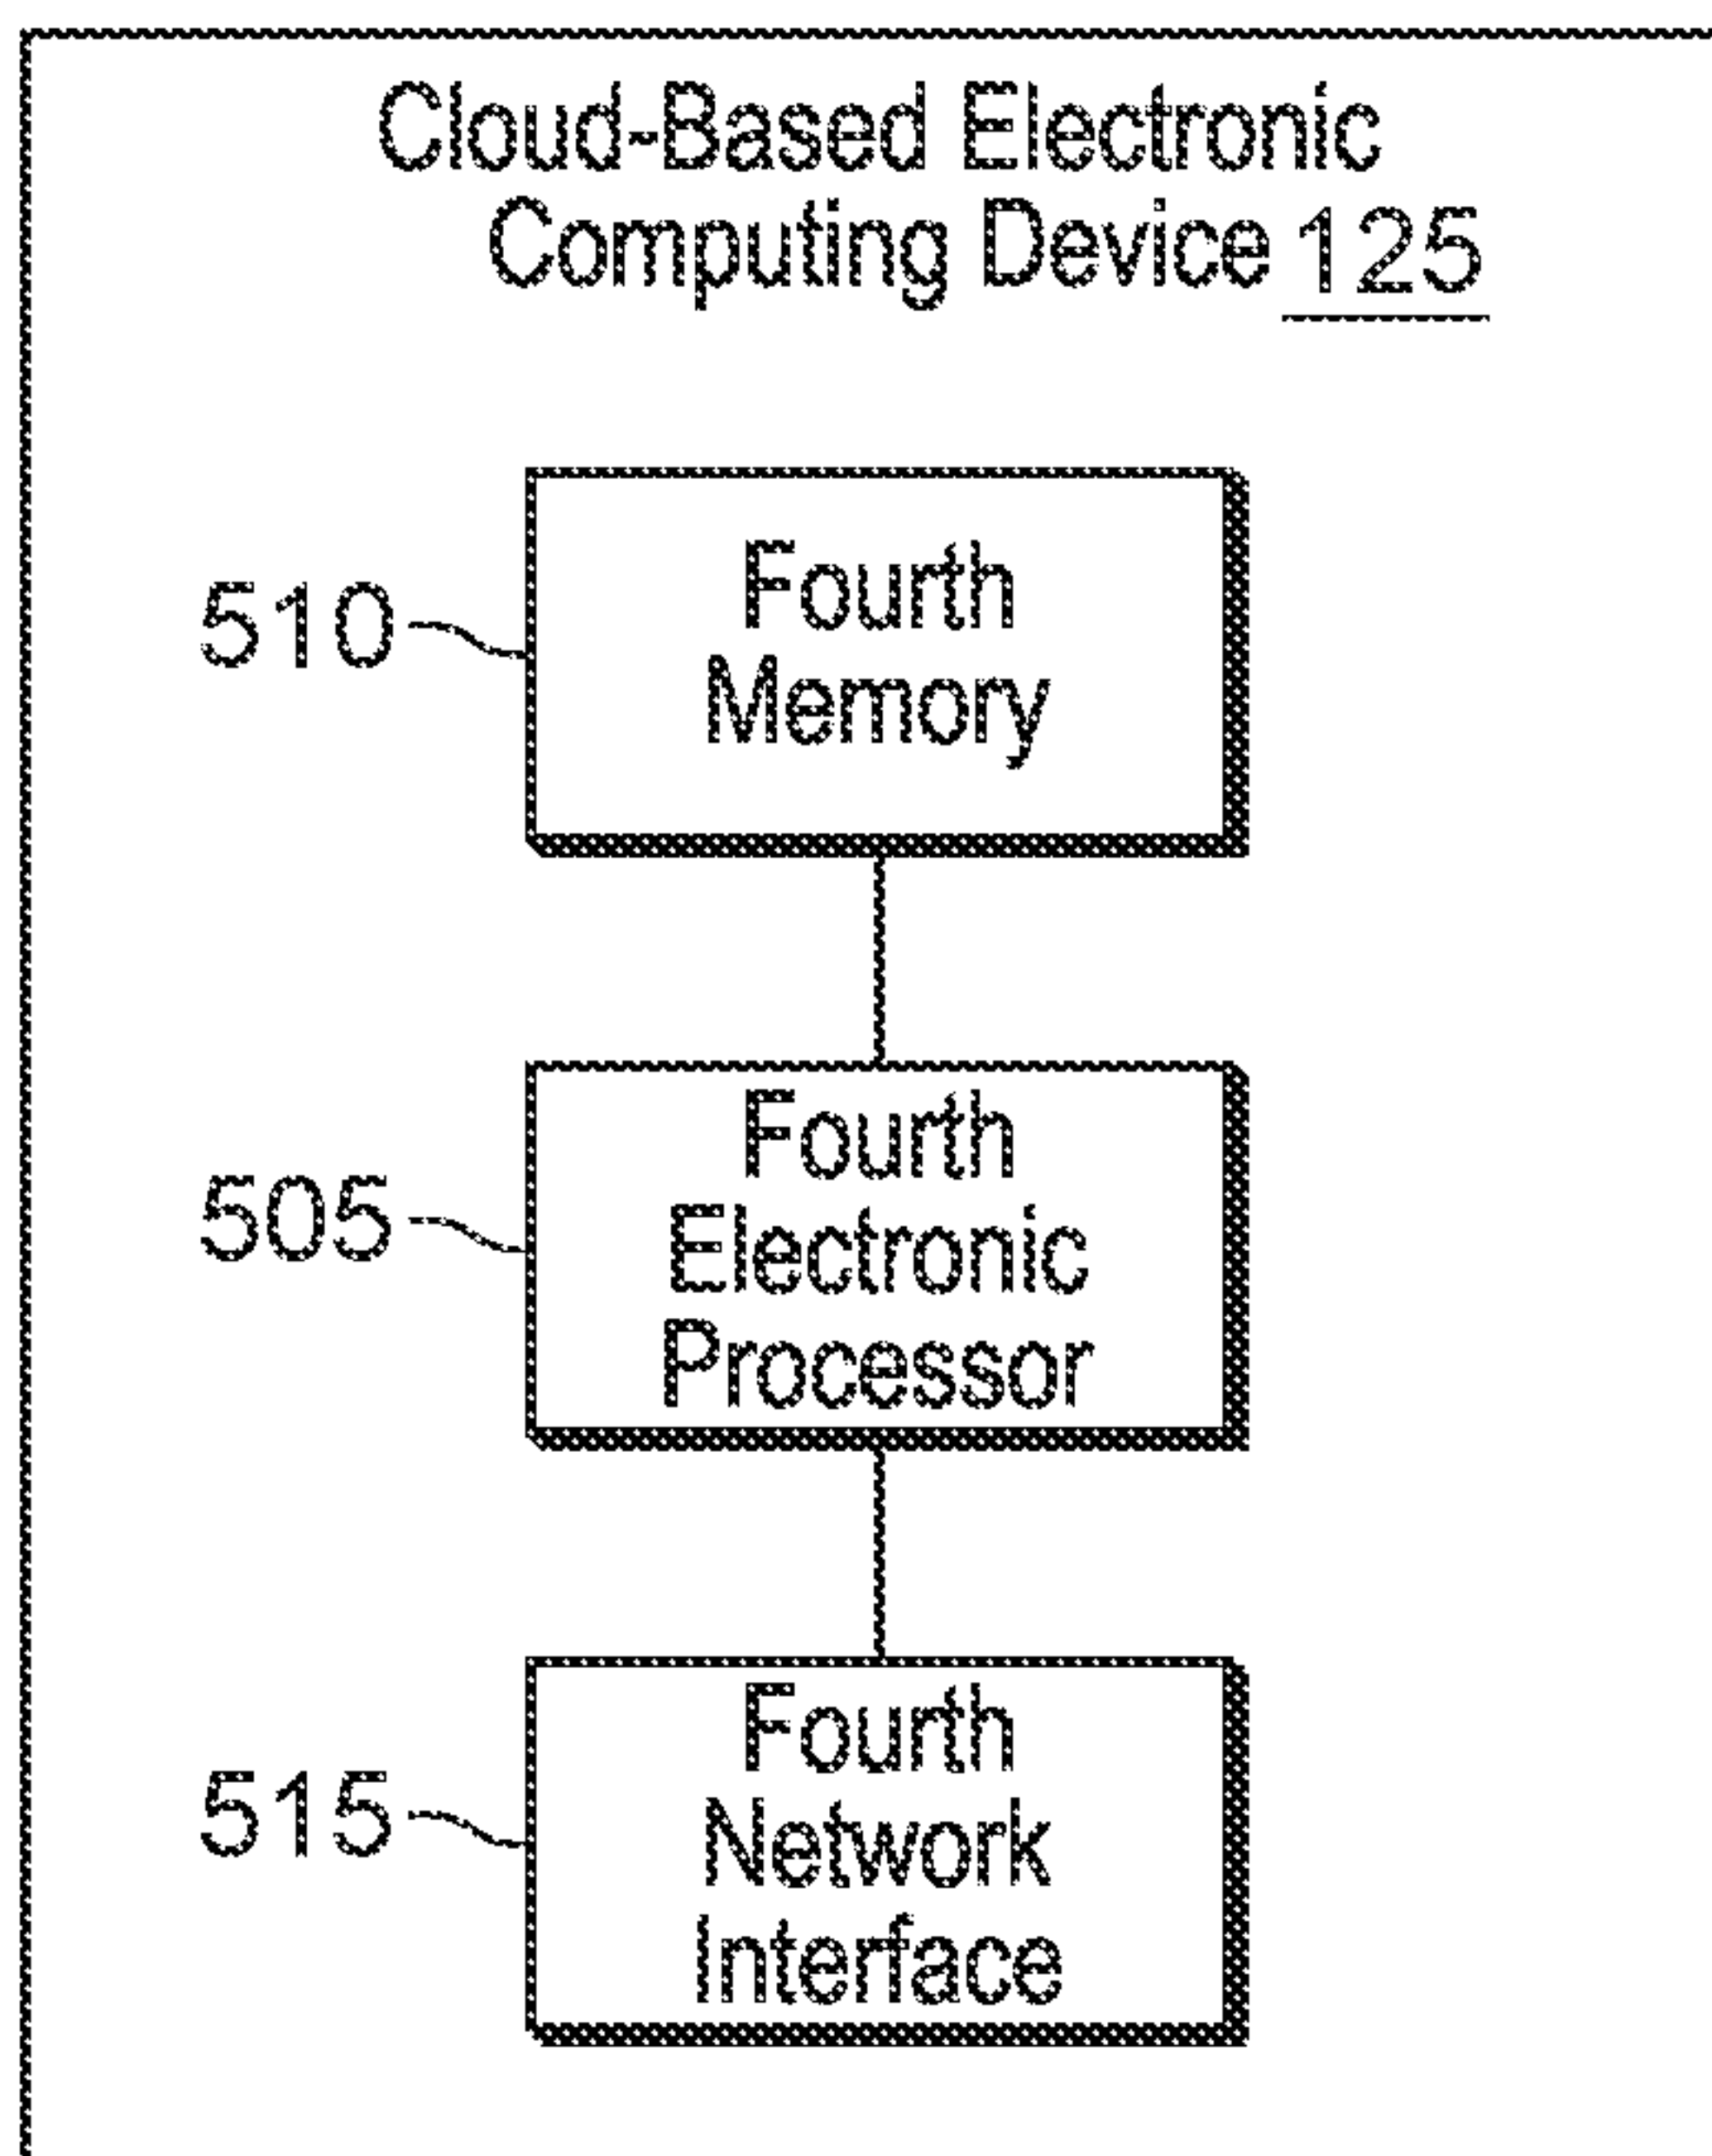 Cloud-Based Electronic
Computing Device 125
510
Fourth
Memory
505
Fourth
Electronic
Processor
515
Fourth
Network
Interface